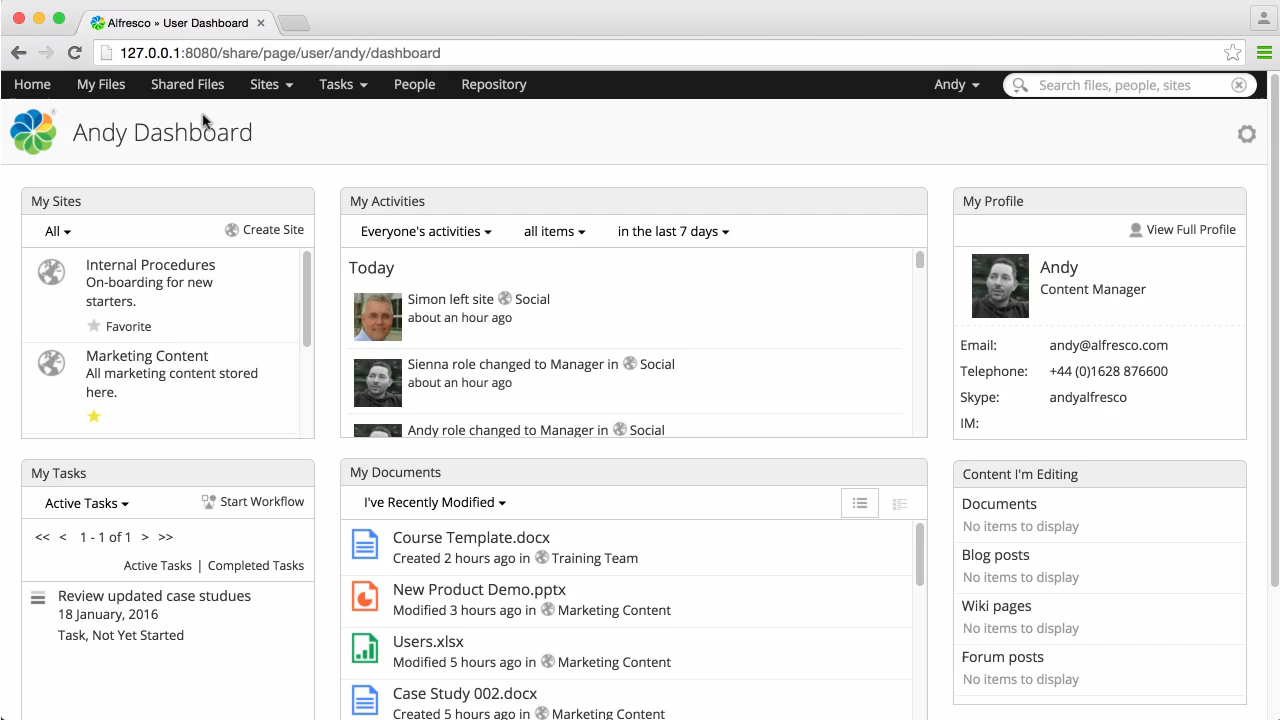 Alfresco » User Dashboard
127.0.0.1:8080/share/page/user/andy/dashboard
Home My Files Shared Files Sites Tasks People Repository Andy Search files, people, sites
Andy Dashboard
My Sites
All Create Site
Internal Procedures
On-boarding for new
starters.
Favorite
Marketing Content
All marketing content stored
here.
My Activities
Everyone's activities all items in the last 7 days
Today
Simon left site Social
about an hour ago
Sienna role changed to Manager in Social
about an hour ago
Andy role changed to Manager in Social
My Profile
View Full Profile
Andy
Content Manager
Email: andy@alfresco.com
Telephone: +44 (0)1628 876600
Skype: andyalfresco
IM:
My Tasks
Active Tasks Start Workflow
<< < 1 - 1 of 1 > >>
Active Tasks | Completed Tasks
Review updated case studues
18 January, 2016
Task, Not Yet Started
My Documents
I've Recently Modified
Course Template.docx
Created 2 hours ago in Training Team
New Product Demo.pptx
Modified 3 hours ago in Marketing Content
Users.xlsx
Modified 5 hours ago in Marketing Content
Case Study 002.docx
Created 5 hours ago in Marketing Content
Content I'm Editing
Documents
No items to display
Blog posts
No items to display
Wiki pages
No items to display
Forum posts
No items to display